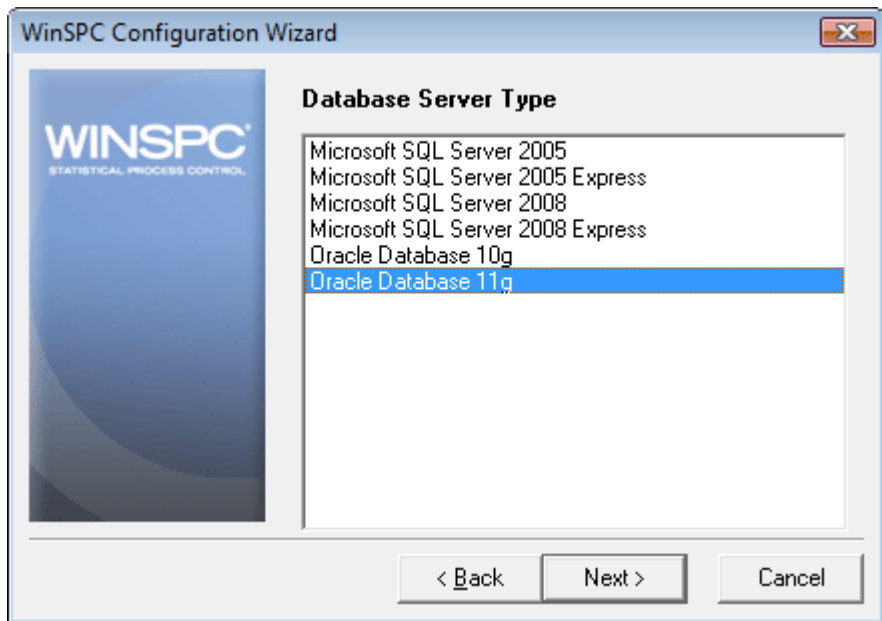 WinSPC Configuration Wizard
WINSPC
STATISTICAL PROCESS CONTROL
Database Server Type
Microsoft SQL Server 2005
Microsoft SQL Server 2005 Express
Microsoft SQL Server 2008
Microsoft SQL Server 2008 Express
Oracle Database 10g
Oracle Database 11g
< Back
Next >
Cancel